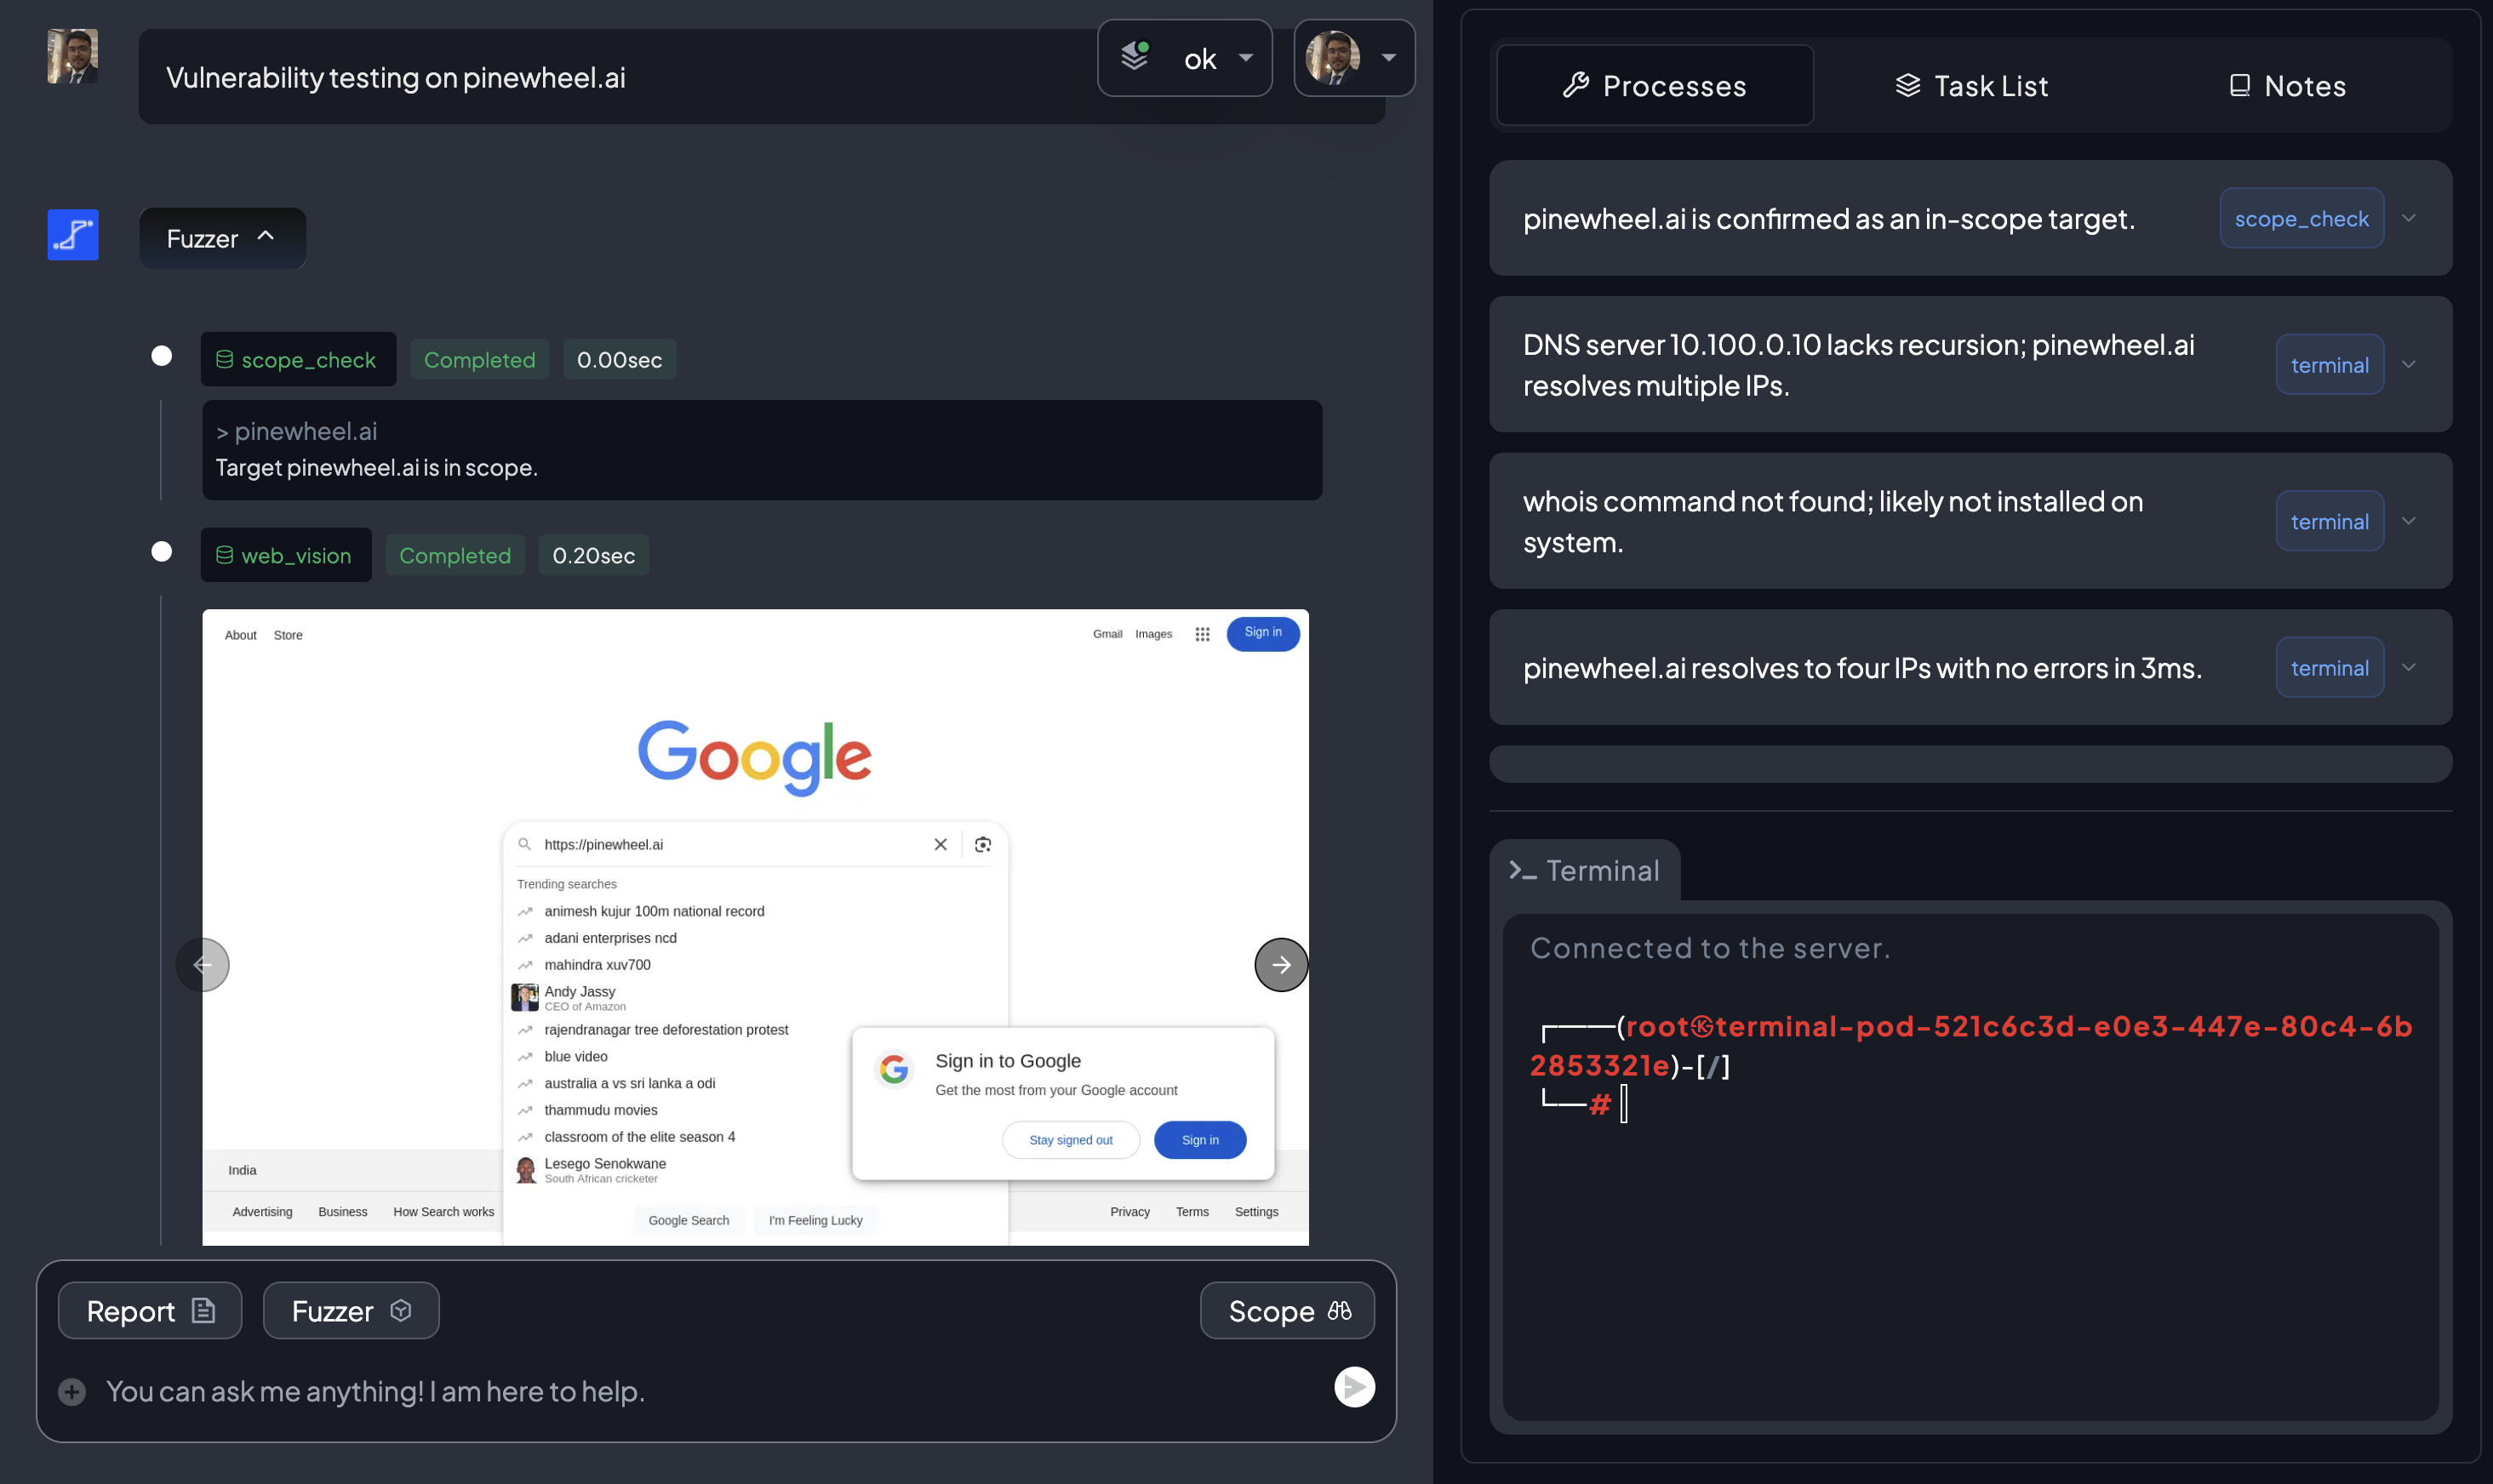 Vulnerability testing on pinewheel.ai
ok
Fuzzer
scope_check Completed 0.00sec
> pinewheel.ai
Target pinewheel.ai is in scope.
web_vision Completed 0.20sec
About Store Gmail Images Sign in
Google
https://pinewheel.ai
Trending searches
animesh kujur 100m national record
adani enterprises ncd
mahindra xuv700
Andy Jassy
CEO of Amazon
rajendranagar tree deforestation protest
blue video
australia a vs sri lanka a odi
thammudu movies
classroom of the elite season 4
Lesego Senokwane
South African cricketer
Google Search I'm Feeling Lucky
Sign in to Google
Get the most from your Google account
Stay signed out Sign in
India
Advertising Business How Search works Privacy Terms Settings
Report Fuzzer Scope
You can ask me anything! I am here to help.
Processes Task List Notes
pinewheel.ai is confirmed as an in-scope target. scope_check
DNS server 10.100.0.10 lacks recursion; pinewheel.ai
resolves multiple IPs.
terminal
whois command not found; likely not installed on
system.
terminal
pinewheel.ai resolves to four IPs with no errors in 3ms. terminal
>_ Terminal
Connected to the server.
┌──(root㉿terminal-pod-521c6c3d-e0e3-447e-80c4-6b
2853321e)-[/]
└─#